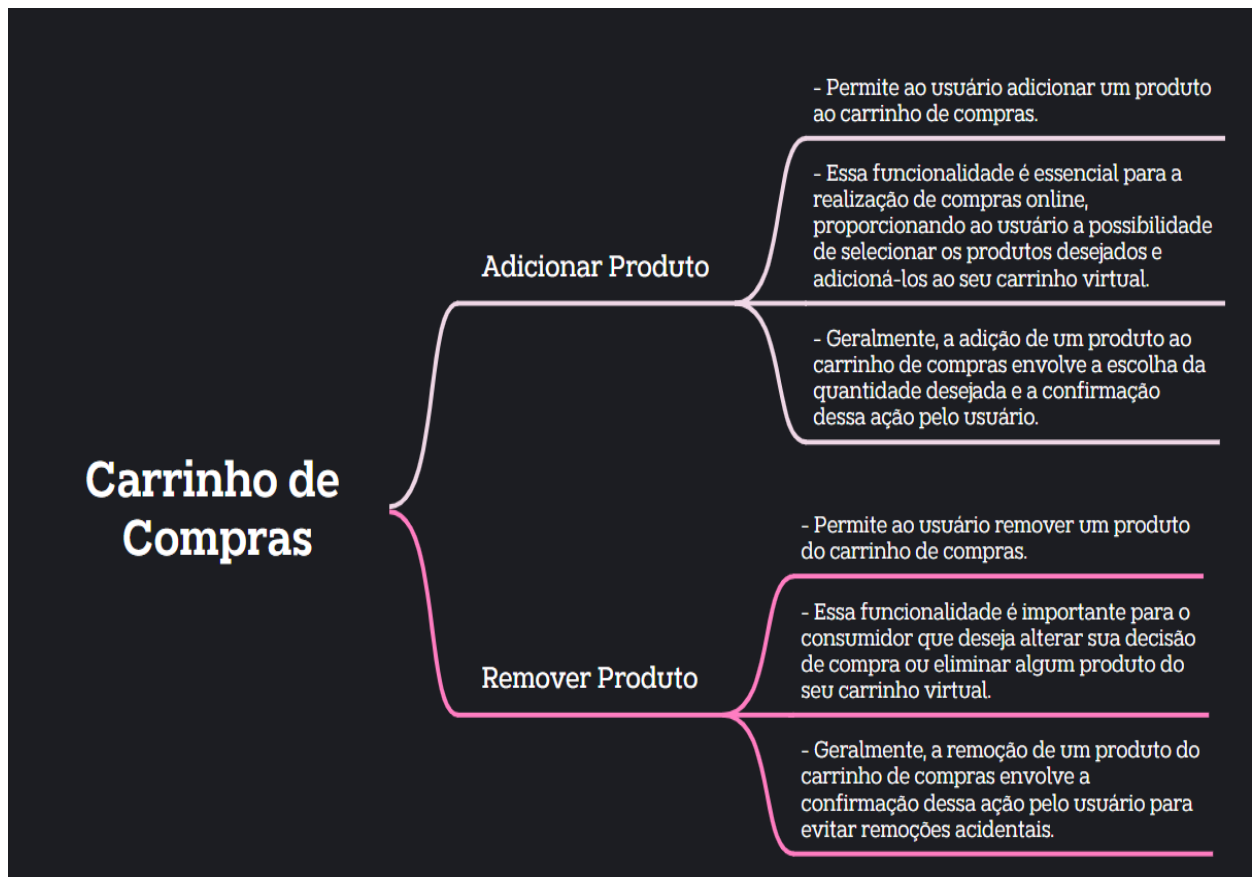 - Permite ao usuário adicionar um produto
ao carrinho de compras.
- Essa funcionalidade é essencial para a
realização de compras online,
proporcionando ao usuário a possibilidade
de selecionar os produtos desejados e
adicioná-los ao seu carrinho virtual.
Adicionar Produto
- Geralmente, a adição de um produto ao
carrinho de compras envolve a escolha da
quantidade desejada e a confirmação
dessa ação pelo usuário.
Carrinho de
Compras
- Permite ao usuário remover um produto
do carrinho de compras.
- Essa funcionalidade é importante para o
consumidor que deseja alterar sua decisão
de compra ou eliminar algum produto do
seu carrinho virtual.
Remover Produto
- Geralmente, a remoção de um produto do
carrinho de compras envolve a
confirmação dessa ação pelo usuário para
evitar remoções acidentais.